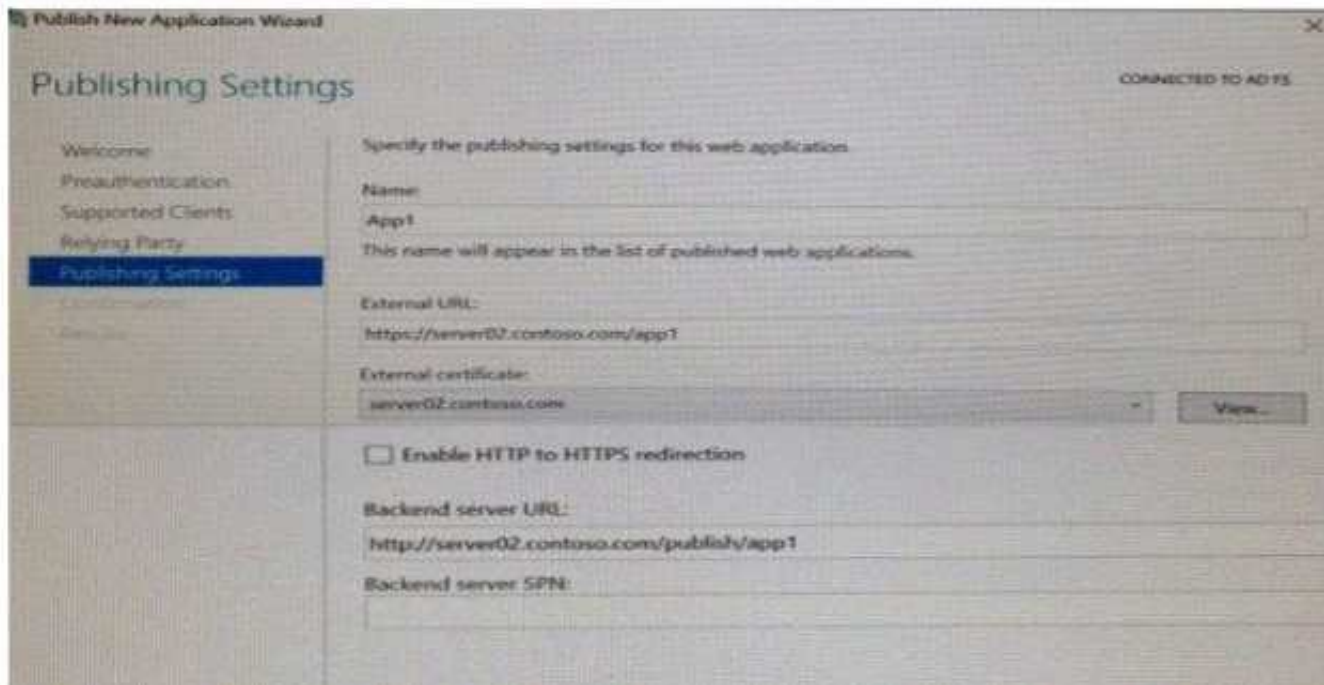 Publish New Application Wizard
Publishing Settings
CONNECTED TO AD FS
Welcome
Preauthentication
Supported Clients
Relying Party
Publishing Settings
Confirmation
Results
Specify the publishing settings for this web application.
Name:
App1
This name will appear in the list of published web applications.
External URL:
https://server02.contoso.com/app1
External certificate:
server02.contoso.com
View...
Enable HTTP to HTTPS redirection
Backend server URL:
http://server02.contoso.com/publish/app1
Backend server SPN: